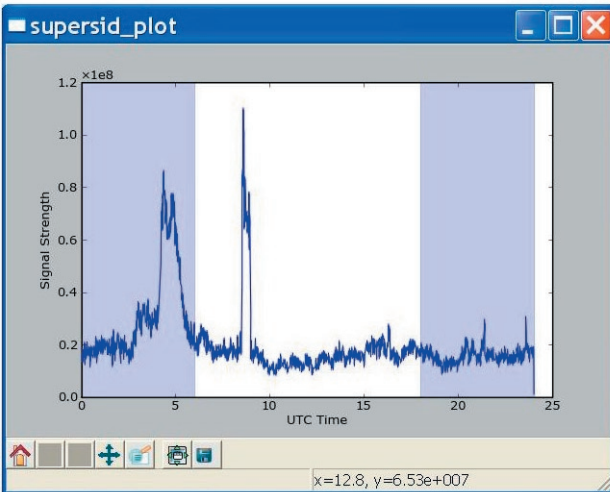 supersid_plot
×1e8
1.2
1.0
0.8
0.6
0.4
0.2
0.0
Signal Strength
0 5 10 15 20 25
UTC Time
x=12.8, y=6.53e+007